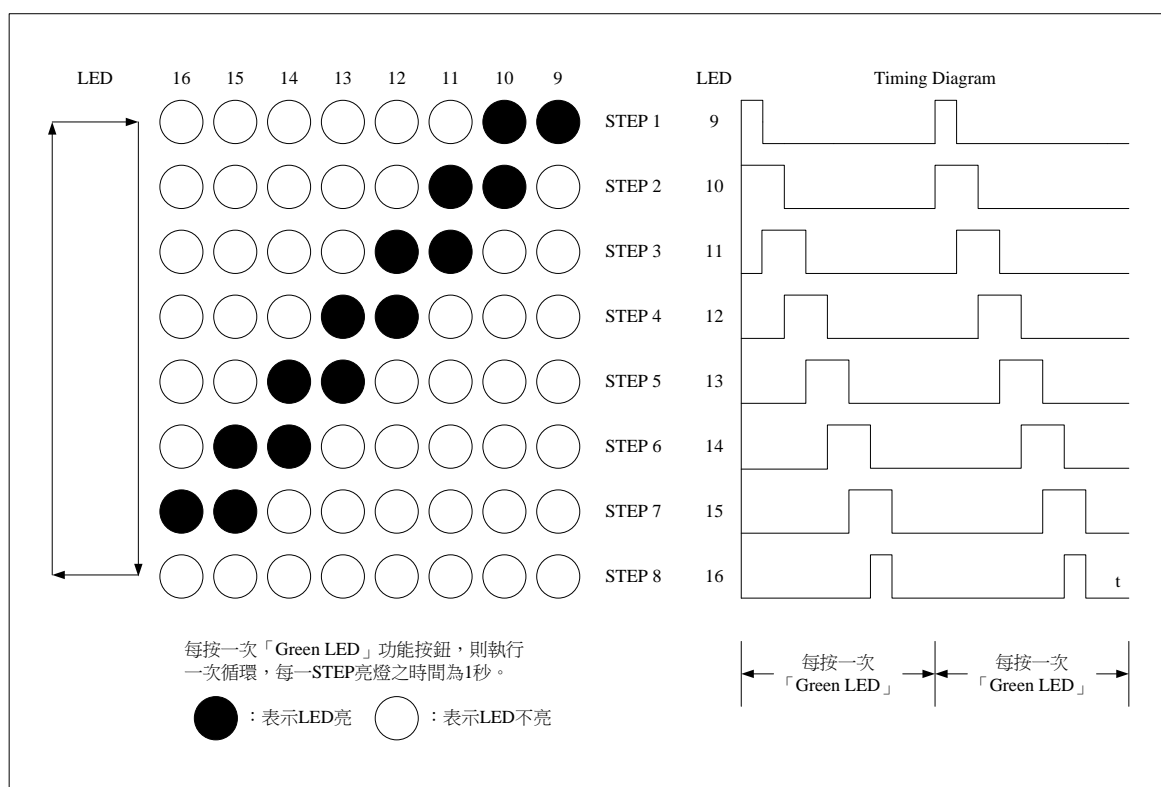 LED 16 15 14 13 12 11 10 9 LED Timing Diagram
STEP 1 9
STEP 2 10
STEP 3 11
STEP 4 12
STEP 5 13
STEP 6 14
STEP 7 15
STEP 8 16 t
每按一次「Green LED」功能按鈕，則執行
一次循環，每一STEP亮燈之時間為1秒。
：表示LED亮 ：表示LED不亮
每按一次
「Green LED」
每按一次
「Green LED」